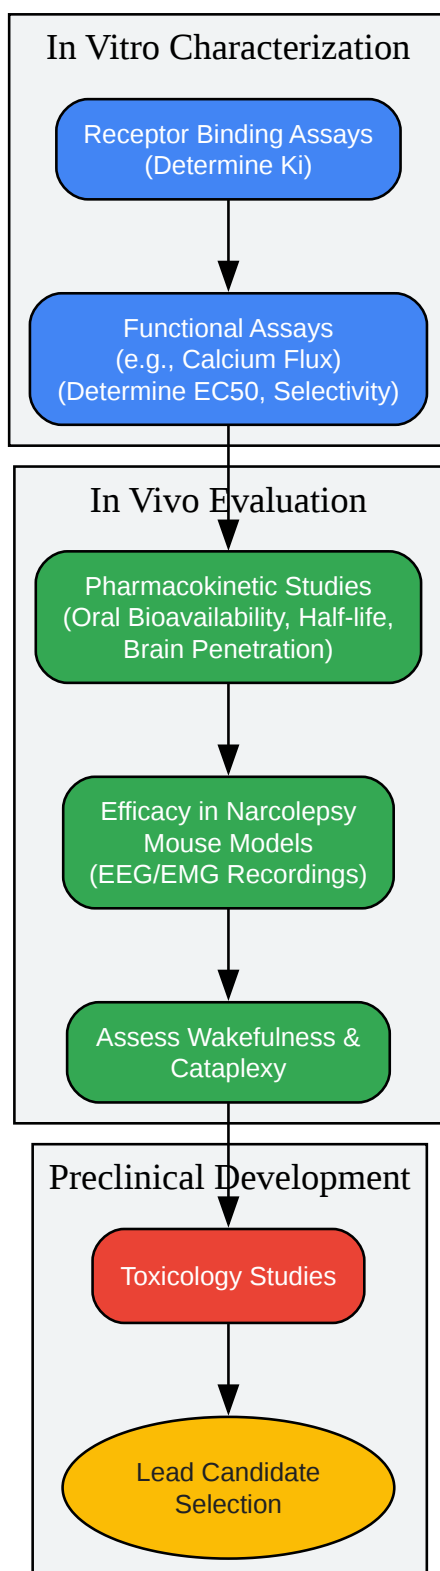 In Vitro Characterization
Receptor Binding Assays
(Determine Ki)
Functional Assays
(e.g., Calcium Flux)
(Determine EC50, Selectivity)
In Vivo Evaluation
Pharmacokinetic Studies
(Oral Bioavailability, Half-life,
Brain Penetration)
Efficacy in Narcolepsy
Mouse Models
(EEG/EMG Recordings)
Assess Wakefulness &
Cataplexy
Preclinical Development
Toxicology Studies
Lead Candidate
Selection